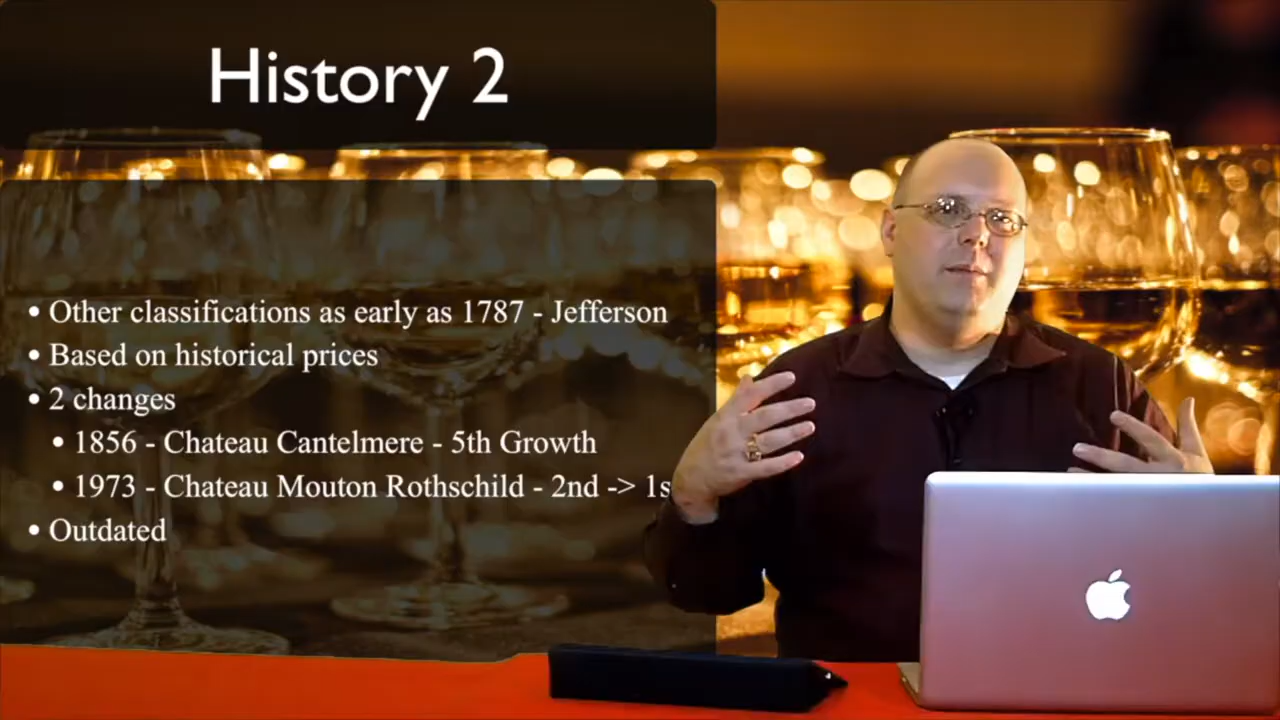 History 2
• Other classifications as early as 1787 - Jefferson
• Based on historical prices
• 2 changes
• 1856 - Chateau Cantelmere - 5th Growth
• 1973 - Chateau Mouton Rothschild - 2nd -> 1s
• Outdated